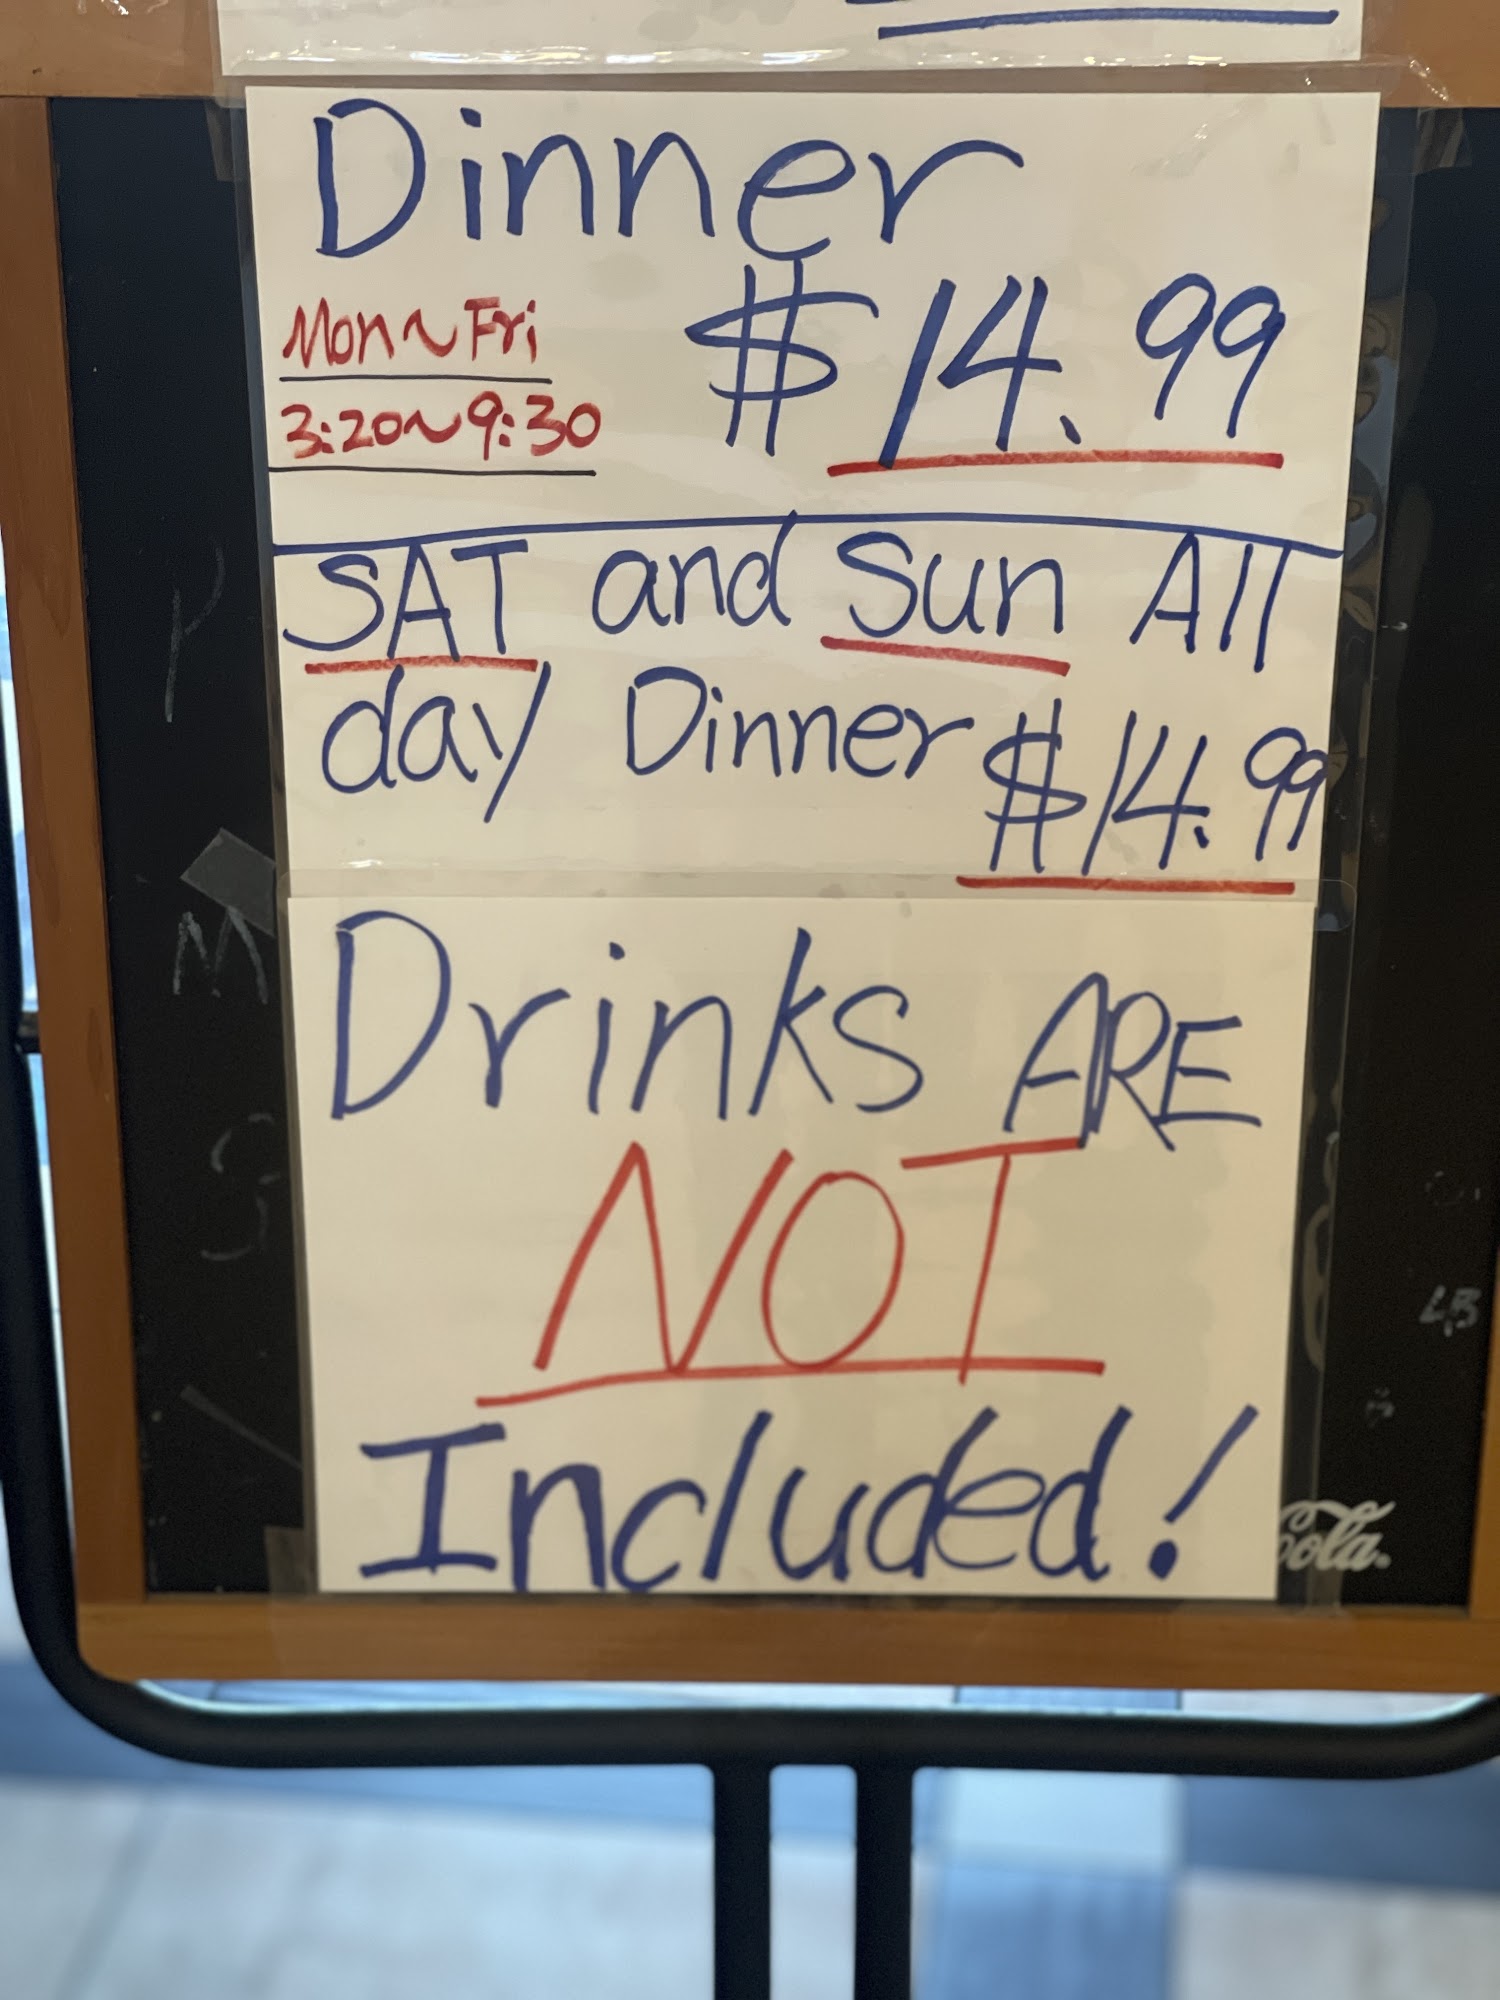 Dinner
Mon~Fri
3:20~9:30
$14.99
SAT and Sun All
day Dinner $14.99
Drinks ARE
NOT
Included!
Cola